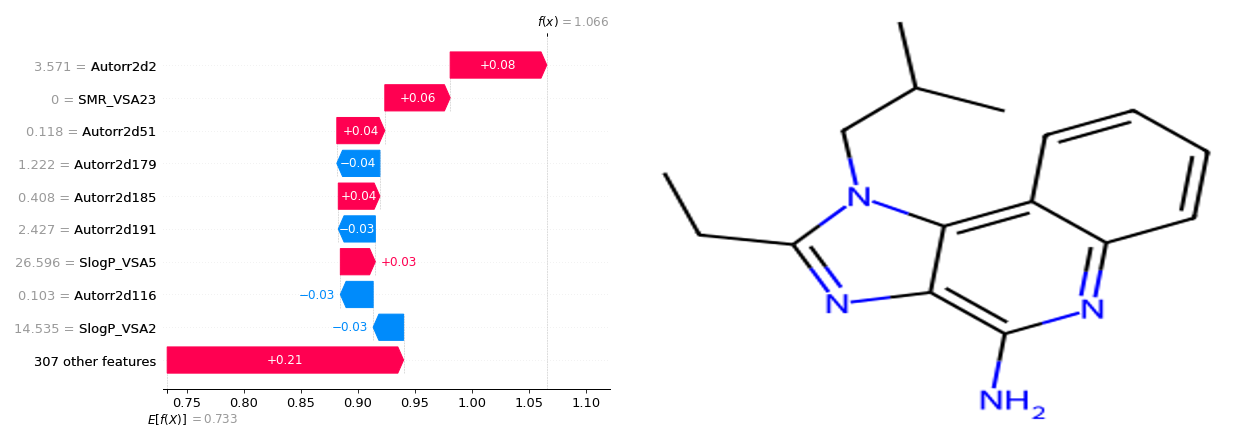 f(x) = 1.066
3.571 = Autorr2d2
+0.08
0 = SMR_VSA23
+0.06
0.118 = Autorr2d51
+0.04
1.222 = Autorr2d179
−0.04
0.408 = Autorr2d185
+0.04
2.427 = Autorr2d191
−0.03
26.596 = SlogP_VSA5
+0.03
0.103 = Autorr2d116
−0.03
14.535 = SlogP_VSA2
−0.03
307 other features
+0.21
0.75 0.80 0.85 0.90 0.95 1.00 1.05 1.10
E[f(X)] = 0.733
N
N
N
NH2